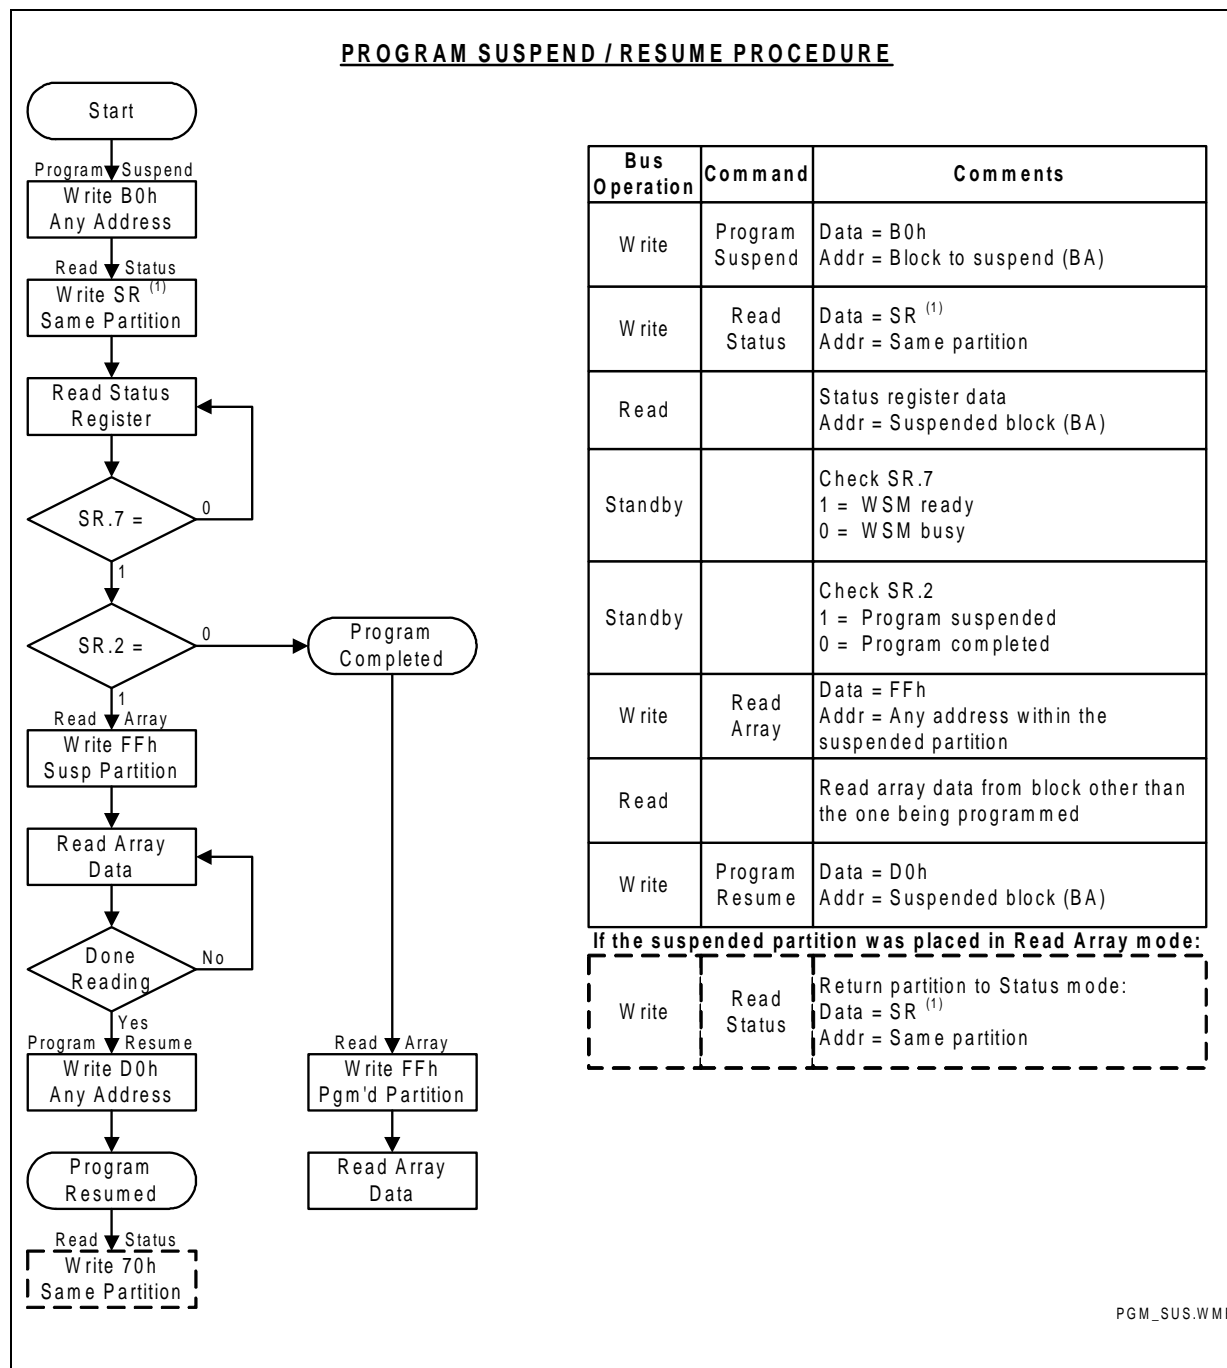 PROGRAM SUSPEND / RESUME PROCEDURE
Start
Program Suspend
Write B0h
Any Address
Read Status
Write SR (1)
Same Partition
Read Status
Register
SR.7 =
0
1
SR.2 =
0
Program
Completed
1
Read Array
Write FFh
Susp Partition
Read Array
Data
Done
Reading
No
Yes
Program Resume
Write D0h
Any Address
Read Array
Write FFh
Pgm'd Partition
Program
Resumed
Read Array
Data
Read Status
Write 70h
Same Partition
Bus
Operation
Command
Comments
Write
Program
Suspend
Data = B0h
Addr = Block to suspend (BA)
Write
Read
Status
Data = SR (1)
Addr = Same partition
Read
Status register data
Addr = Suspended block (BA)
Standby
Check SR.7
1 = WSM ready
0 = WSM busy
Standby
Check SR.2
1 = Program suspended
0 = Program completed
Write
Read
Array
Data = FFh
Addr = Any address within the
suspended partition
Read
Read array data from block other than
the one being programmed
Write
Program
Resume
Data = D0h
Addr = Suspended block (BA)
If the suspended partition was placed in Read Array mode:
Write
Read
Status
Return partition to Status mode:
Data = SR (1)
Addr = Same partition